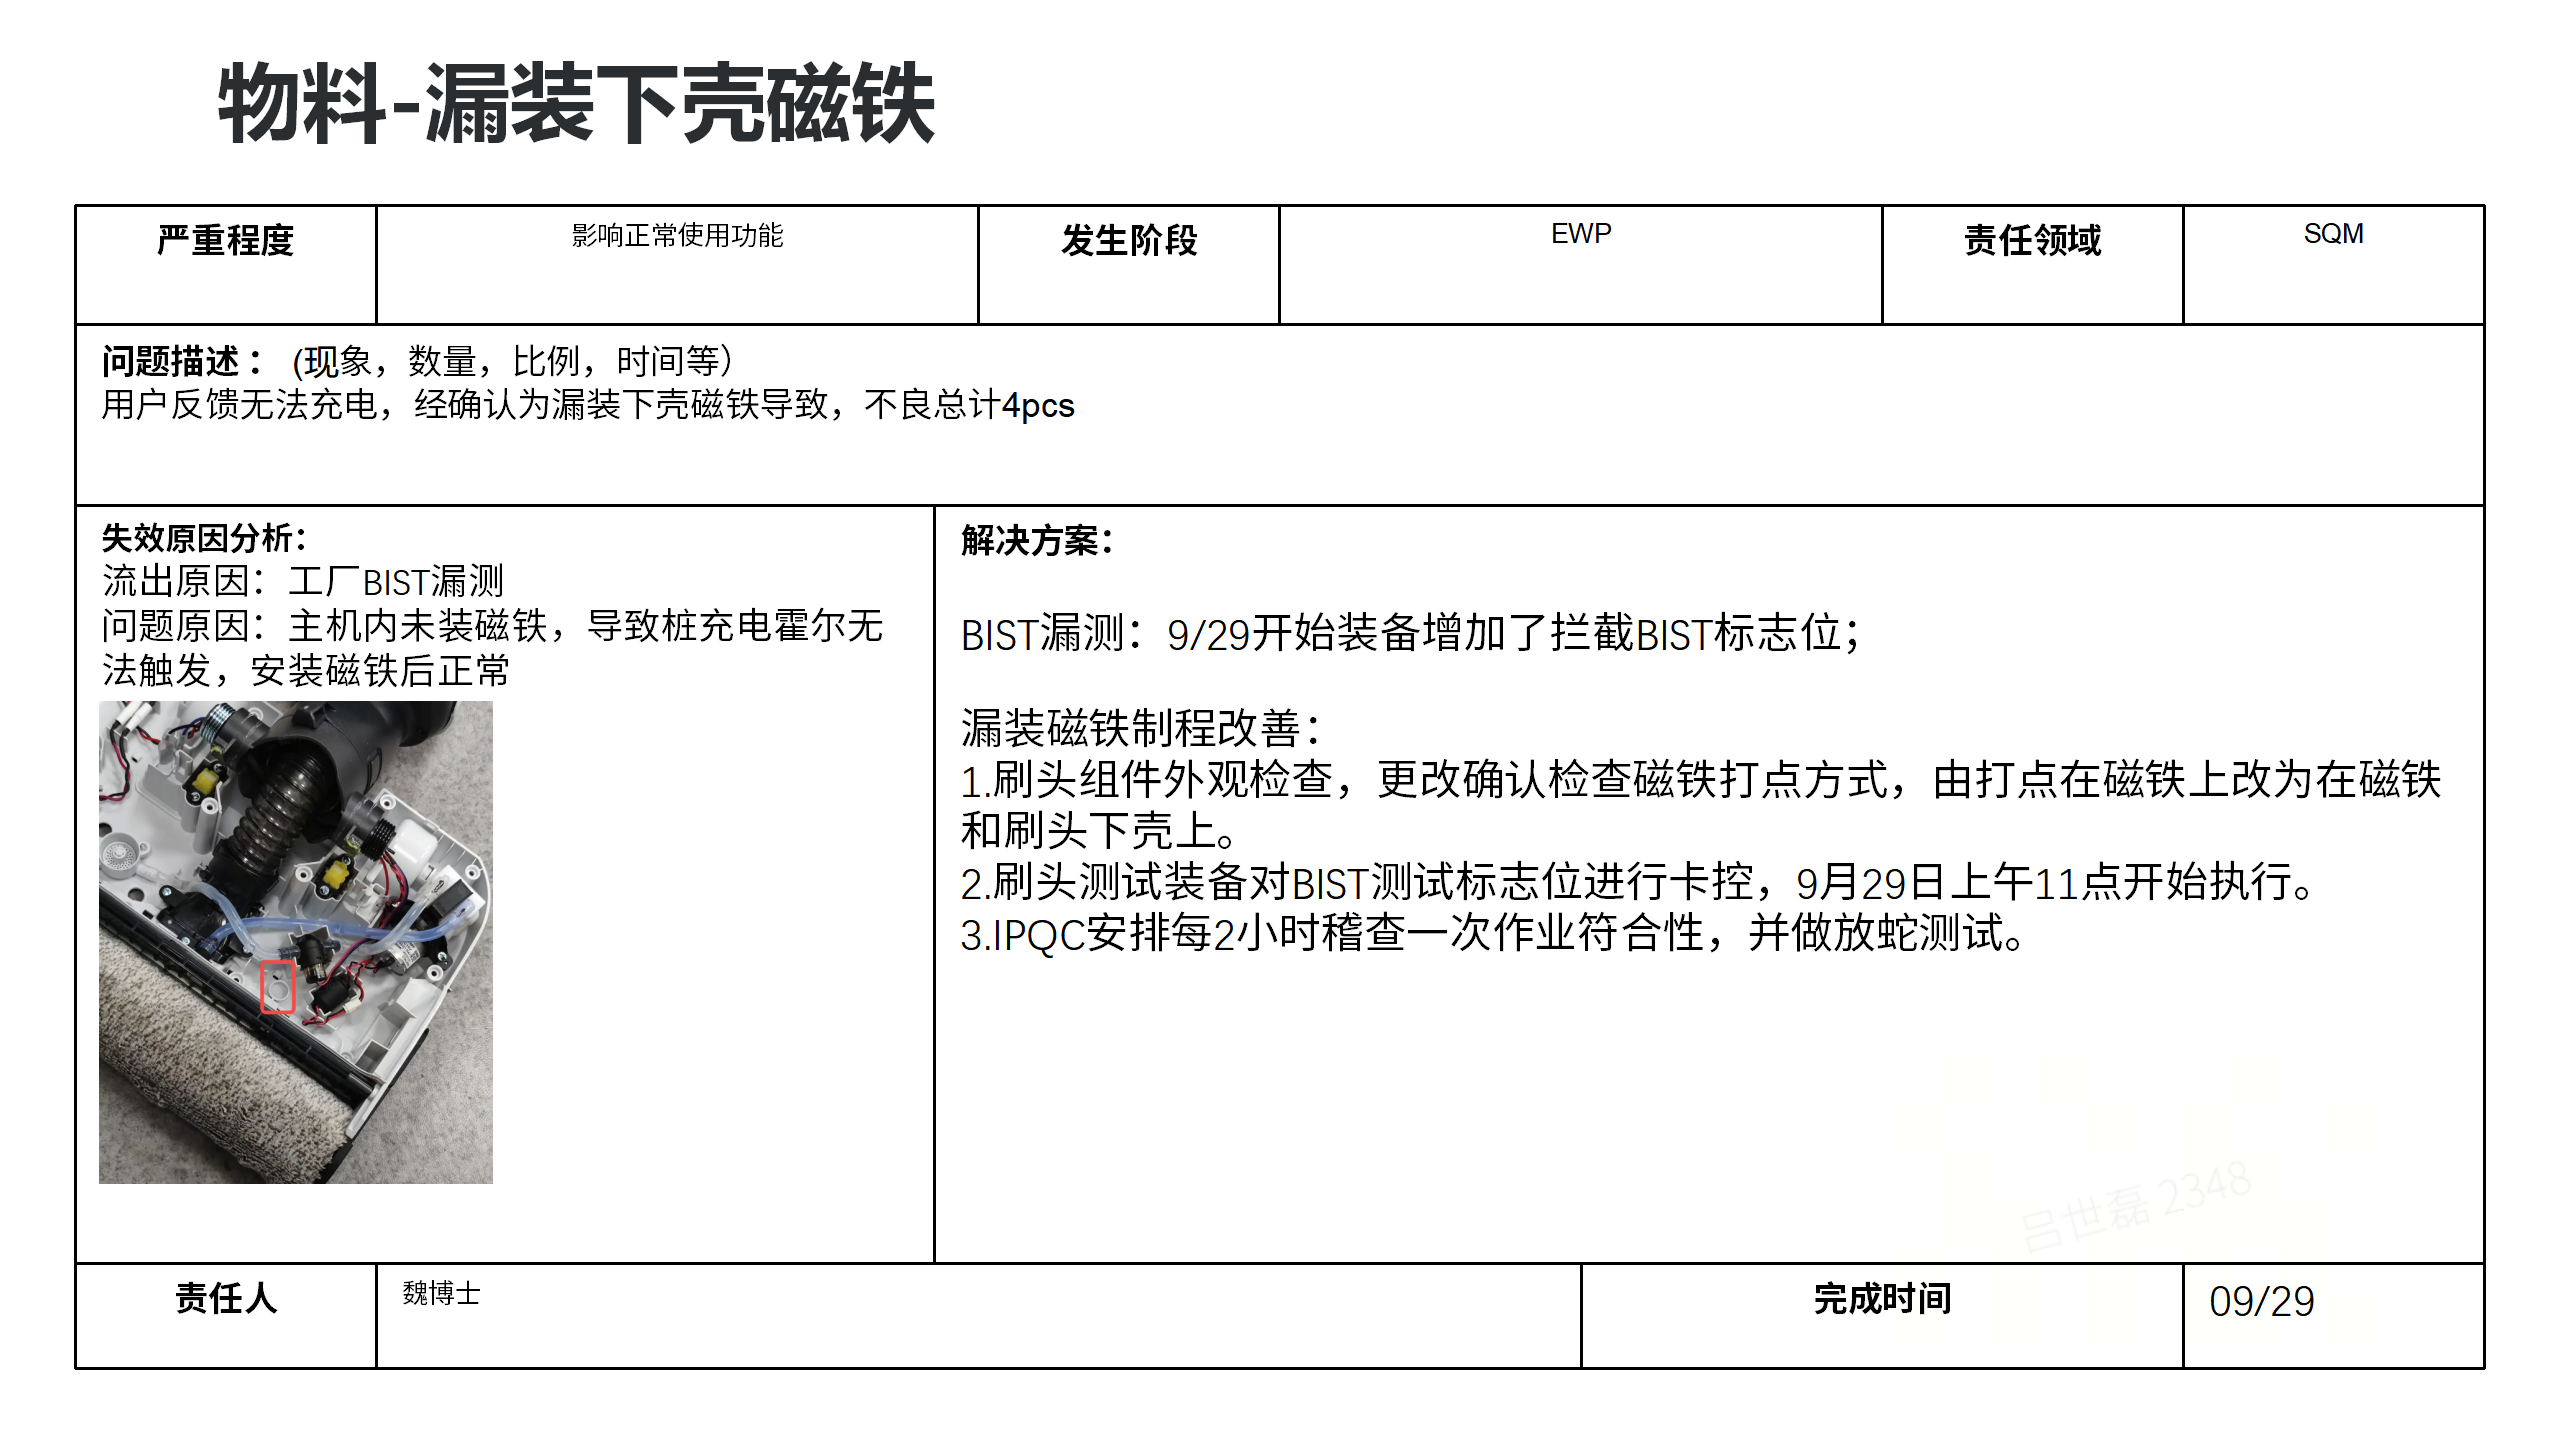 物料-漏装下壳磁铁
严重程度
影响正常使用功能
发生阶段
EWP
责任领域
SQM
问题描述： (现象，数量，比例，时间等）
用户反馈无法充电，经确认为漏装下壳磁铁导致，不良总计4pcs
失效原因分析：
流出原因：工厂BIST漏测
问题原因：主机内未装磁铁，导致桩充电霍尔无
法触发，安装磁铁后正常
解决方案：
BIST漏测：9/29开始装备增加了拦截BIST标志位；
漏装磁铁制程改善：
1.刷头组件外观检查，更改确认检查磁铁打点方式，由打点在磁铁上改为在磁铁
和刷头下壳上。
2.刷头测试装备对BIST测试标志位进行卡控，9月29日上午11点开始执行。
3.IPQC安排每2小时稽查一次作业符合性，并做放蛇测试。
吕世磊 2348
责任人
魏博士
完成时间
09/29